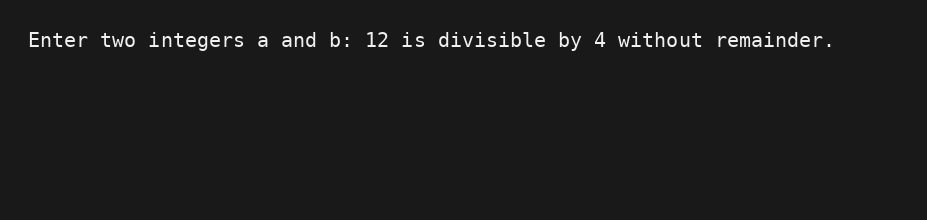 Enter two integers a and b: 12 is divisible by 4 without remainder.